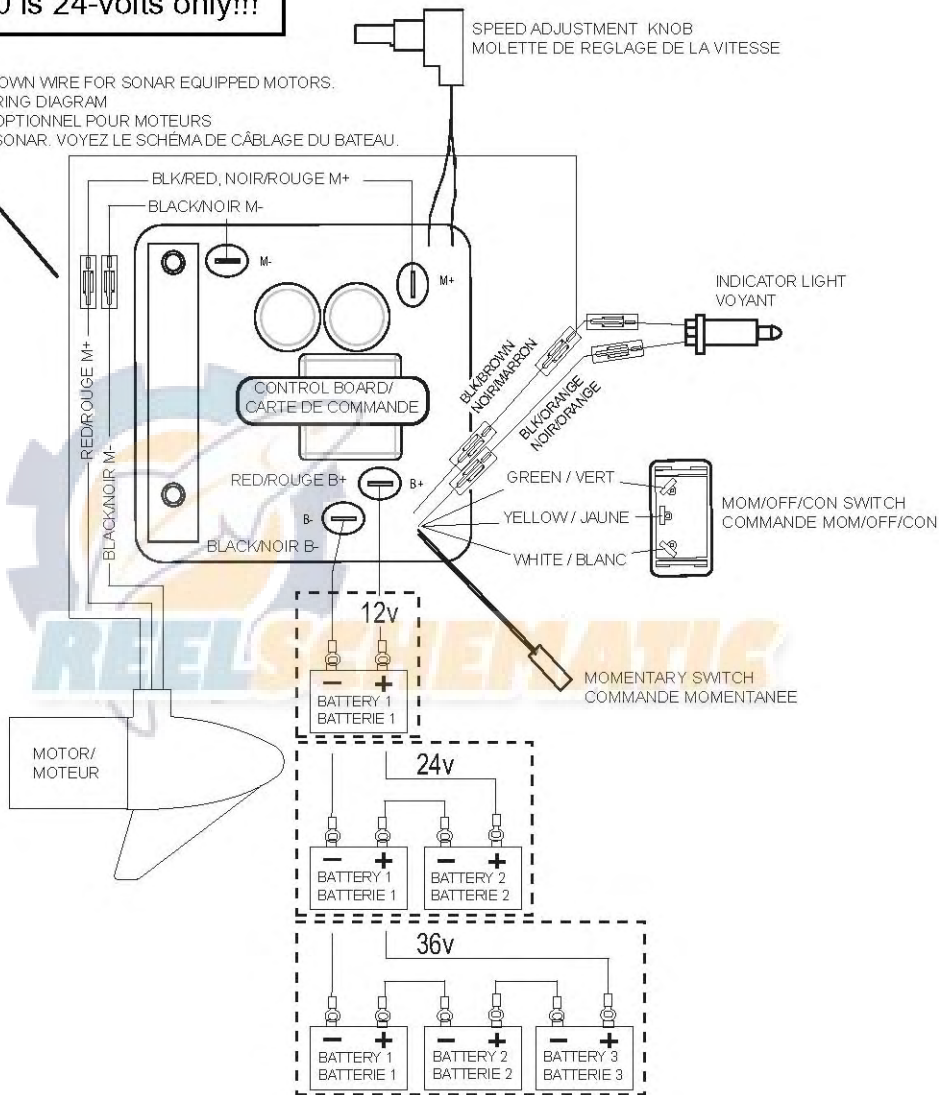 is 24-volts only!!!
SPEED ADJUSTMENT KNOB
MOLETTE DE REGLAGE DE LA VITESSE
WIRE FOR SONAR EQUIPPED MOTORS.
DIAGRAM
OPTIONNEL POUR MOTEURS
SONAR. VOYEZ LE SCHÉMA DE CÂBLAGE DU BATEAU.
BLK/RED, NOIR/ROUGE M+
BLACK/NOIR M-
M-
M+
INDICATOR LIGHT
VOYANT
RED/ROUGE M+
BLACK/NOIR M-
CONTROL BOARD/
CARTE DE COMMANDE
BLK/BROWN
NOIR/MARRON
BLK/ORANGE
NOIR/ORANGE
RED/ROUGE B+
B+
B-
BLACK/NOIR B-
GREEN / VERT
YELLOW / JAUNE
WHITE / BLANC
MOM/OFF/CON SWITCH
COMMANDE MOM/OFF/CON
REELSCHEMATIC
MOMENTARY SWITCH
COMMANDE MOMENTANEE
MOTOR/
MOTEUR
12v
- +
BATTERY 1
BATTERIE 1
24v
- + - +
BATTERY 1 BATTERY 2
BATTERIE 1 BATTERIE 2
36v
- + - + - +
BATTERY 1 BATTERY 2 BATTERY 3
BATTERIE 1 BATTERIE 2 BATTERIE 3